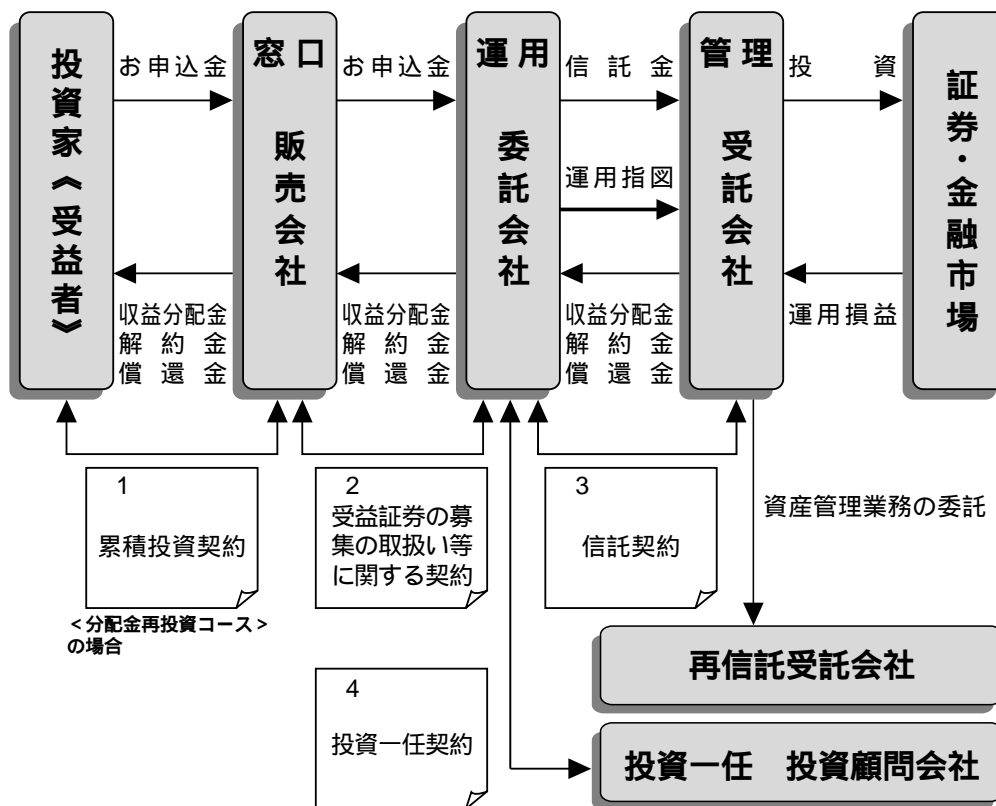 投資家《受益者》
お申込金
窓口
販売会社
お申込金
運用
委託会社
信託金
管理
受託会社
投資
証券・金融市場
運用指図
収益分配金
解約金
償還金
収益分配金
解約金
償還金
収益分配金
解約金
償還金
運用損益
1
累積投資契約
<分配金再投資コース>
の場合
2
受益証券の募
集の取扱い等
に関する契約
3
信託契約
資産管理業務の委託
再信託受託会社
4
投資一任契約
投資一任　投資顧問会社